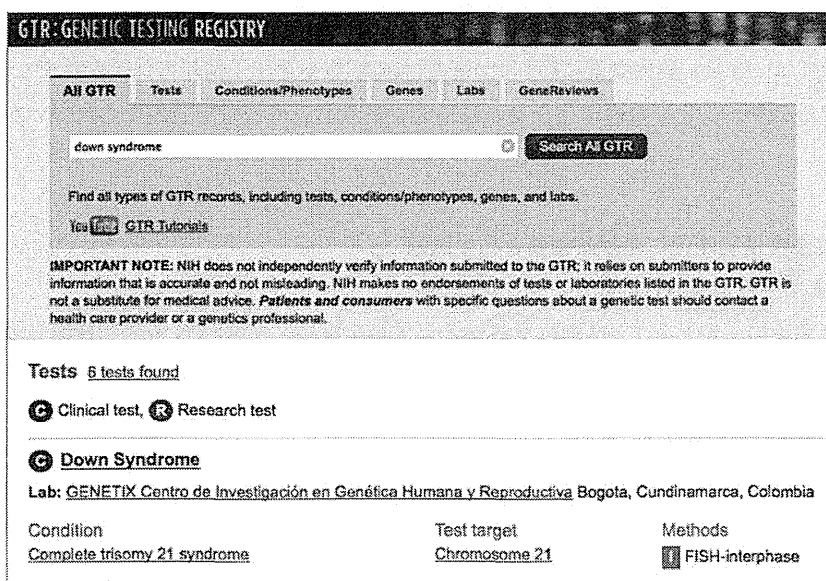 GTR: GENETIC TESTING REGISTRY
All GTR Tests Conditions/Phenotypes Genes Labs GeneReviews
down syndrome Search All GTR
Find all types of GTR records, including tests, conditions/phenotypes, genes, and labs.
You Tube GTR Tutorials
IMPORTANT NOTE: NIH does not independently verify information submitted to the GTR; it relies on submitters to provide
information that is accurate and not misleading. NIH makes no endorsements of tests or laboratories listed in the GTR. GTR is
not a substitute for medical advice. Patients and consumers with specific questions about a genetic test should contact a
health care provider or a genetics professional.
Tests 6 tests found
C Clinical test, R Research test
C Down Syndrome
Lab: GENETIX Centro de Investigación en Genética Humana y Reproductiva Bogota, Cundinamarca, Colombia
Condition Test target Methods
Complete trisomy 21 syndrome Chromosome 21 I FISH-interphase